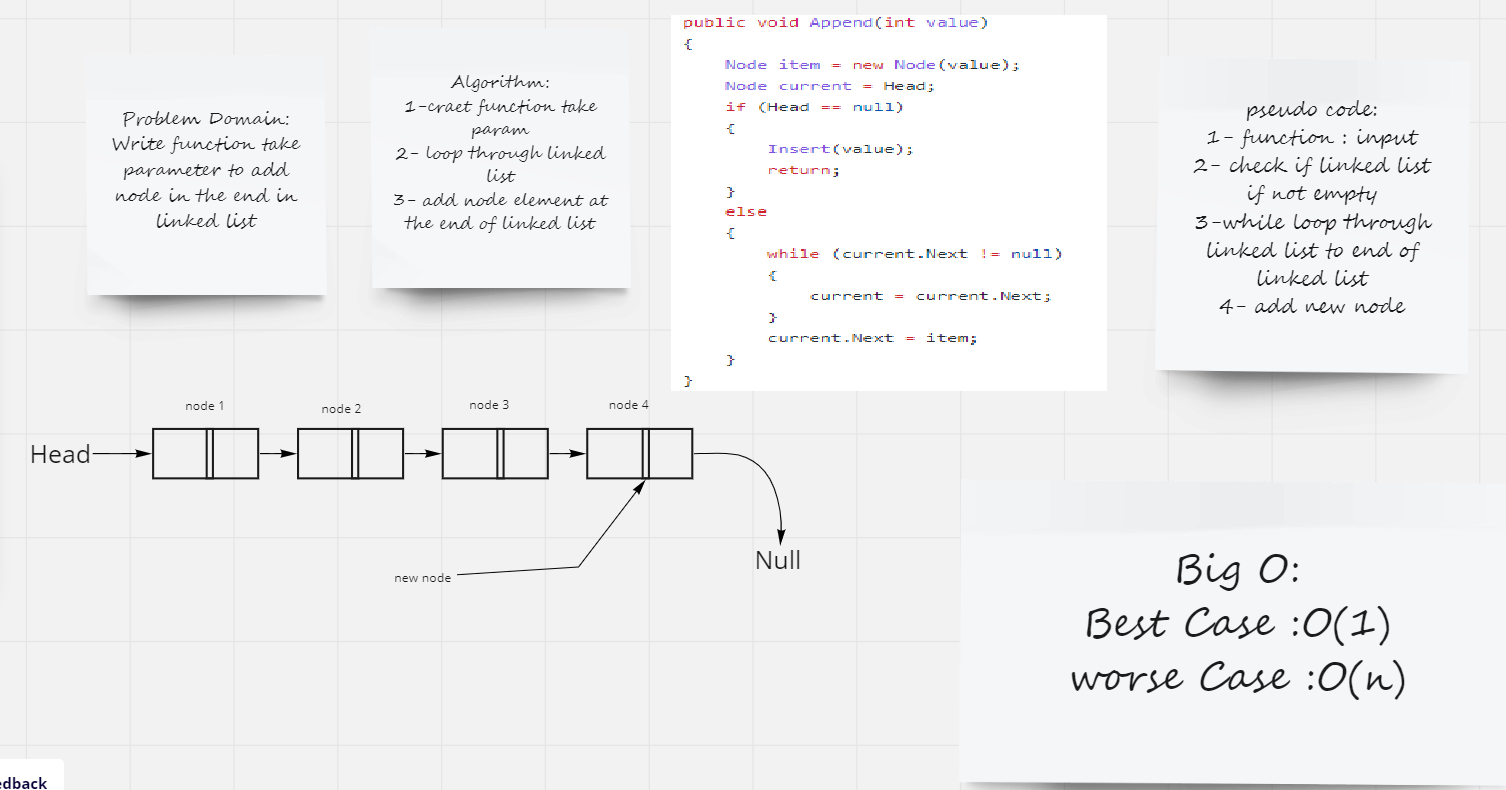 Problem Domain:
Write function take
parameter to add
node in the end in
linked list
Algorithm:
1-craet function take
param
2- loop through linked
list
3- add node element at
the end of linked list
public void Append(int value)
{
Node item = new Node(value);
Node current = Head;
if (Head == null)
{
Insert(value);
return;
}
else
{
while (current.Next != null)
{
current = current.Next;
}
current.Next = item;
}
}
pseudo code:
1- function : input
2- check if linked list
if not empty
3-while loop through
linked list to end of
linked list
4- add new node
node 1
node 2
node 3
node 4
Head
new node
Null
Big O:
Best Case :O(1)
worse Case :O(n)
edback